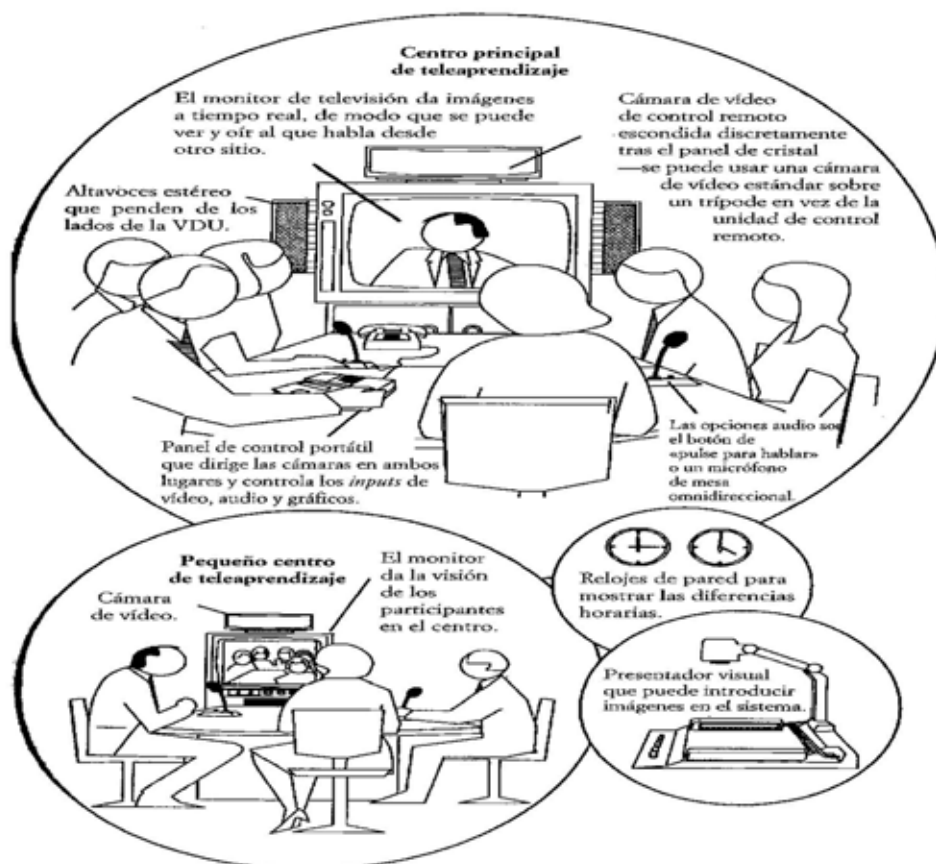 Centro principal
de teleaprendizaje
El monitor de televisión da imágenes
a tiempo real, de modo que se puede
ver y oír al que habla desde
otro sitio.
Cámara de vídeo
de control remoto
escondida discretamente
tras el panel de cristal
—se puede usar una cámara
de vídeo estándar sobre
un trípode en vez de la
unidad de control
remoto.
Altavoces estéreo
que penden de los
lados de la VDU.
Panel de control portátil
que dirige las cámaras en ambos
lugares y controla los inputs de
vídeo, audio y gráficos.
Las opciones audio son
el botón de
«pulse para hablar»
o un micrófono
de mesa
omnidireccional.
Pequeño centro
de teleaprendizaje
Cámara
de vídeo.
El monitor
da la visión
de los
participantes
en el centro.
Relojes de pared para
mostrar las diferencias
horarías.
Presentador visual
que puede introducir
imágenes en el sistema.